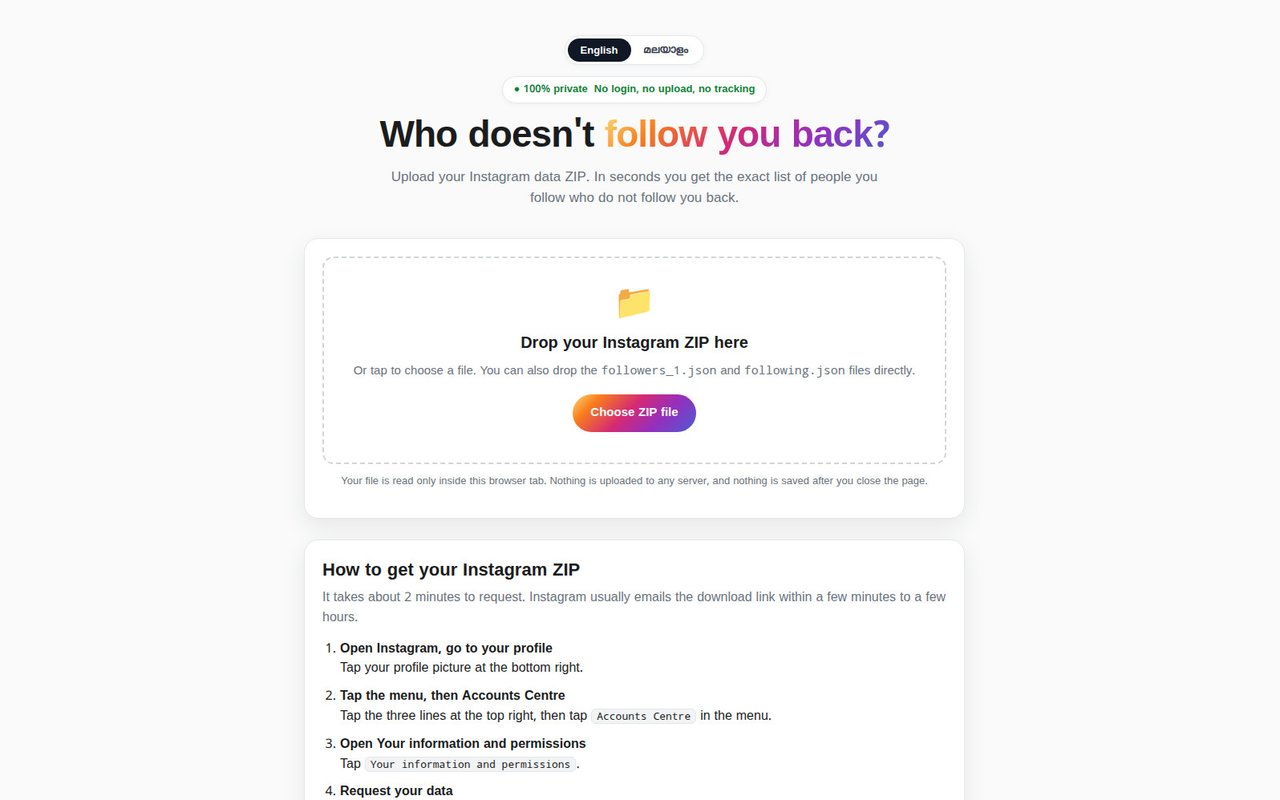 English മലയാളം
● 100% private No login, no upload, no tracking
Who doesn't follow you back?
Upload your Instagram data ZIP. In seconds you get the exact list of people you
follow who do not follow you back.
Drop your Instagram ZIP here
Or tap to choose a file. You can also drop the followers_1.json and following.json files directly.
Choose ZIP file
Your file is read only inside this browser tab. Nothing is uploaded to any server, and nothing is saved after you close the page.
How to get your Instagram ZIP
It takes about 2 minutes to request. Instagram usually emails the download link within a few minutes to a few
hours.
1. Open Instagram, go to your profile
Tap your profile picture at the bottom right.
2. Tap the menu, then Accounts Centre
Tap the three lines at the top right, then tap Accounts Centre in the menu.
3. Open Your information and permissions
Tap Your information and permissions.
4. Request your data